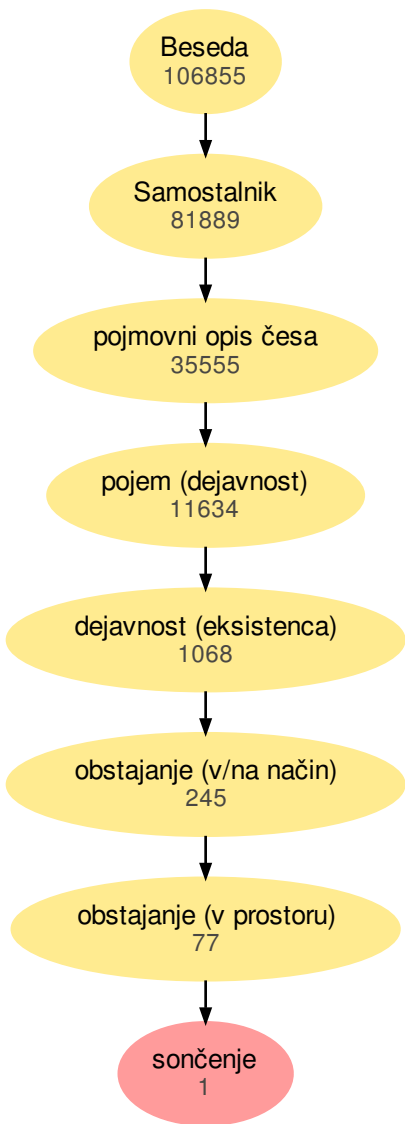 Beseda
106855
Samostalnik
81889
pojmovni opis česa
35555
pojem (dejavnost)
11634
dejavnost (eksistenca)
1068
obstajanje (v/na način)
245
obstajanje (v prostoru)
77
sončenje
1